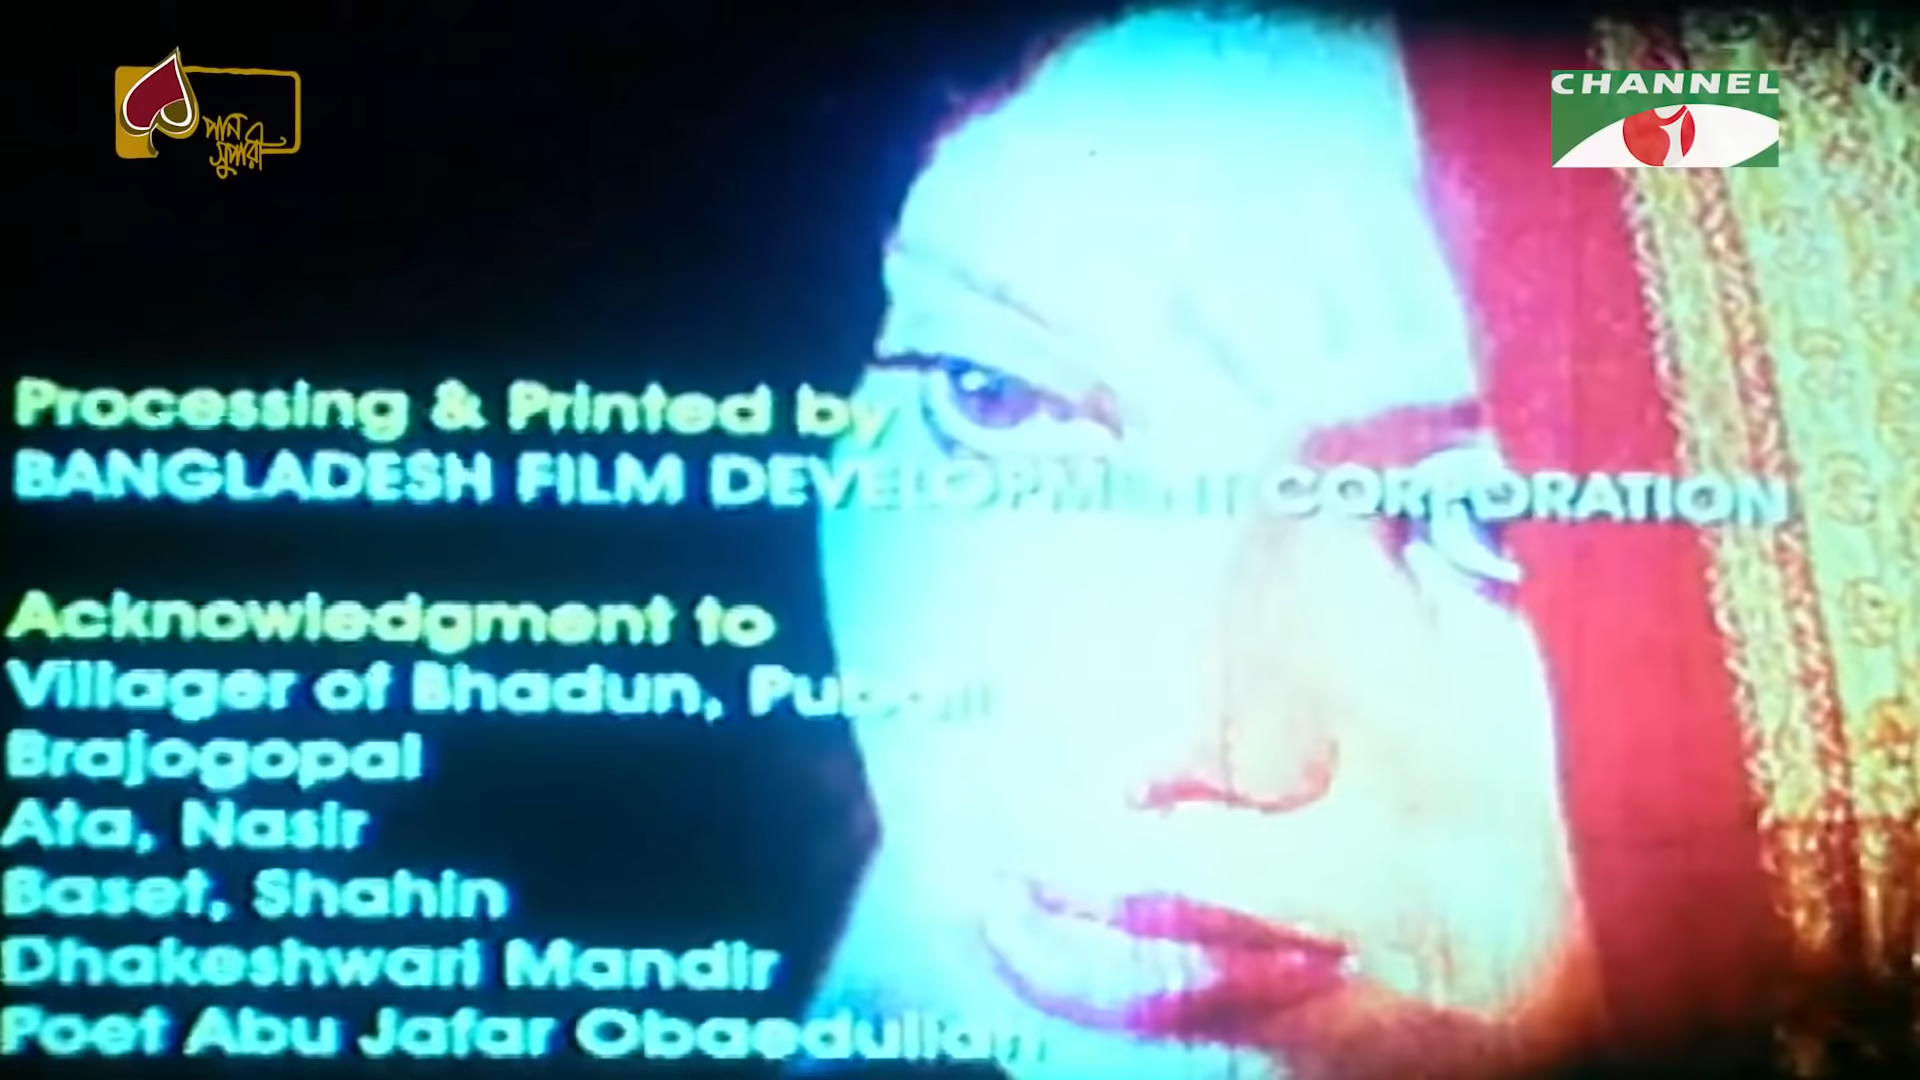 পান
সুপারী
CHANNEL
Processing & Printed by
BANGLADESH FILM DEVELOPMENT CORPORATION
Acknowledgment to
Villager of Bhadun,
Brajogopal
Ata, Nasir
Baset, Shahin
Dhakeshwari Mandir
Poet Abu Jafar Obaedullah